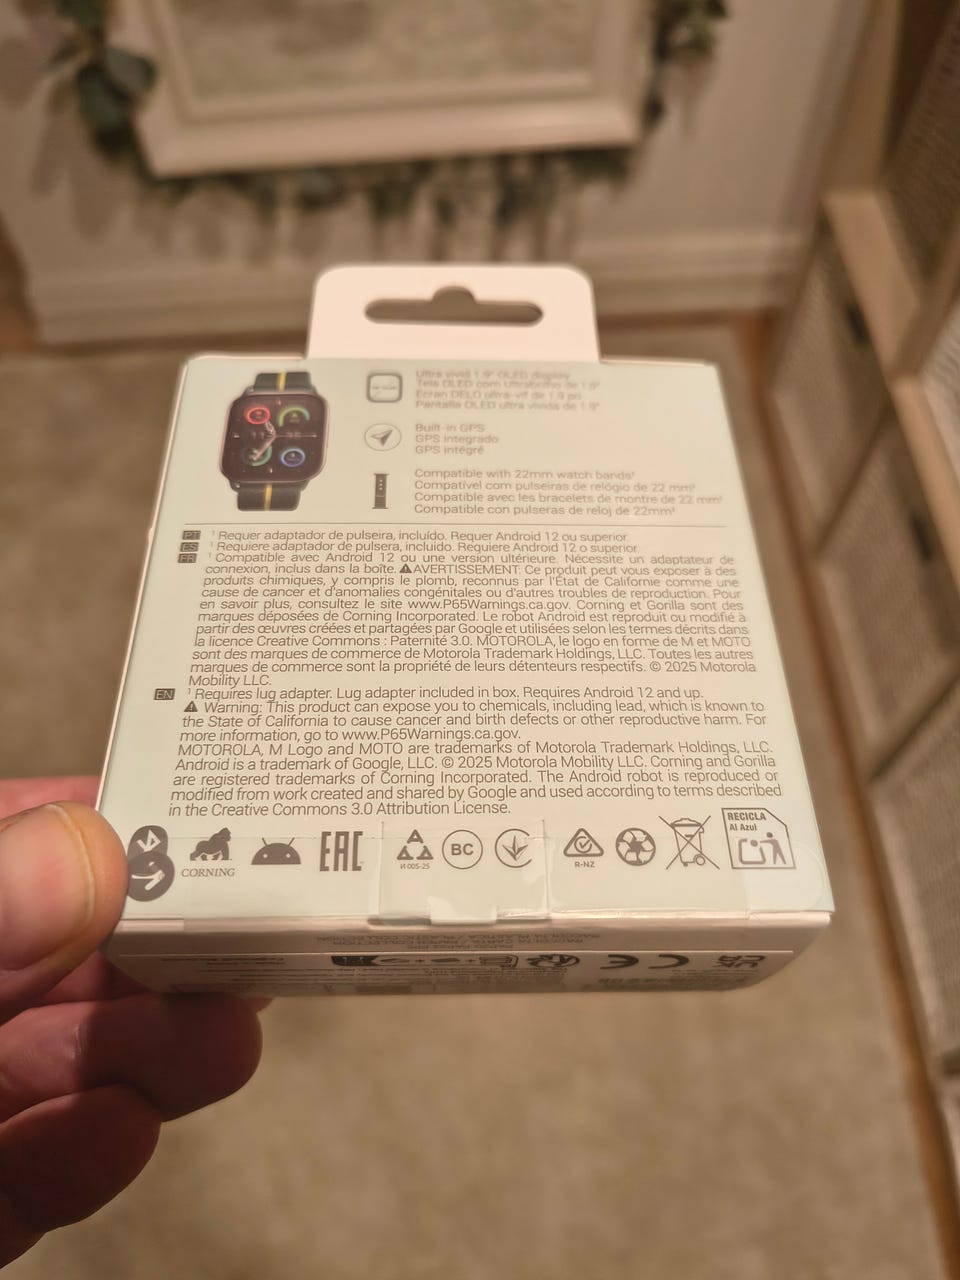 Ultra vivid 1.9" OLED display
Tela OLED com Ultrabrilho de 1.9"
Écran DELO ultra-vif de 1.9 po
Pantalla OLED ultra vívida de 1.9"
Built-in GPS
GPS integrado
GPS intégré
Compatible with 22mm watch bands¹
Compatível com pulseiras de relógio de 22 mm¹
Compatible avec les bracelets de montre de 22 mm¹
Compatible con pulseras de reloj de 22mm¹
PT ¹ Requer adaptador de pulseira, incluído. Requer Android 12 ou superior.
ES ¹ Requiere adaptador de pulsera, incluido. Requiere Android 12 o superior.
FR ¹ Compatible avec Android 12 ou une version ultérieure. Nécessite un adaptateur de
connexion, inclus dans la boîte. ⚠AVERTISSEMENT: Ce produit peut vous exposer à des
produits chimiques, y compris le plomb, reconnus par l'État de Californie comme une
cause de cancer et d'anomalies congénitales ou d'autres troubles de reproduction. Pour
en savoir plus, consultez le site www.P65Warnings.ca.gov. Corning et Gorilla sont des
marques déposées de Corning Incorporated. Le robot Android est reproduit ou modifié à
partir des œuvres créées et partagées par Google et utilisées selon les termes décrits dans
la licence Creative Commons : Paternité 3.0. MOTOROLA, le logo en forme de M et MOTO
sont des marques de commerce de Motorola Trademark Holdings, LLC. Toutes les autres
marques de commerce sont la propriété de leurs détenteurs respectifs. © 2025 Motorola
Mobility LLC.
EN ¹ Requires lug adapter. Lug adapter included in box. Requires Android 12 and up.
⚠ Warning: This product can expose you to chemicals, including lead, which is known to
the State of California to cause cancer and birth defects or other reproductive harm. For
more information, go to www.P65Warnings.ca.gov.
MOTOROLA, M Logo and MOTO are trademarks of Motorola Trademark Holdings, LLC.
Android is a trademark of Google, LLC. © 2025 Motorola Mobility LLC. Corning and Gorilla
are registered trademarks of Corning Incorporated. The Android robot is reproduced or
modified from work created and shared by Google and used according to terms described
in the Creative Commons 3.0 Attribution License.
CORNING
EAC
И 005-25
BC
R-NZ
RECICLA
Al Azul
RACCOLTA CARTA / PAPER COLLECTION
RACCOLTA PLASTICA / PLASTIC COLLECTION
CE
UKCA